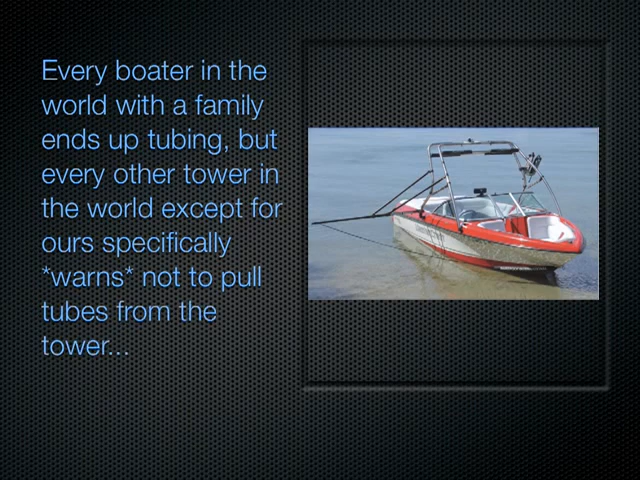 Every boater in the
world with a family
ends up tubing, but
every other tower in
the world except for
ours specifically
*warns* not to pull
tubes from the
tower...